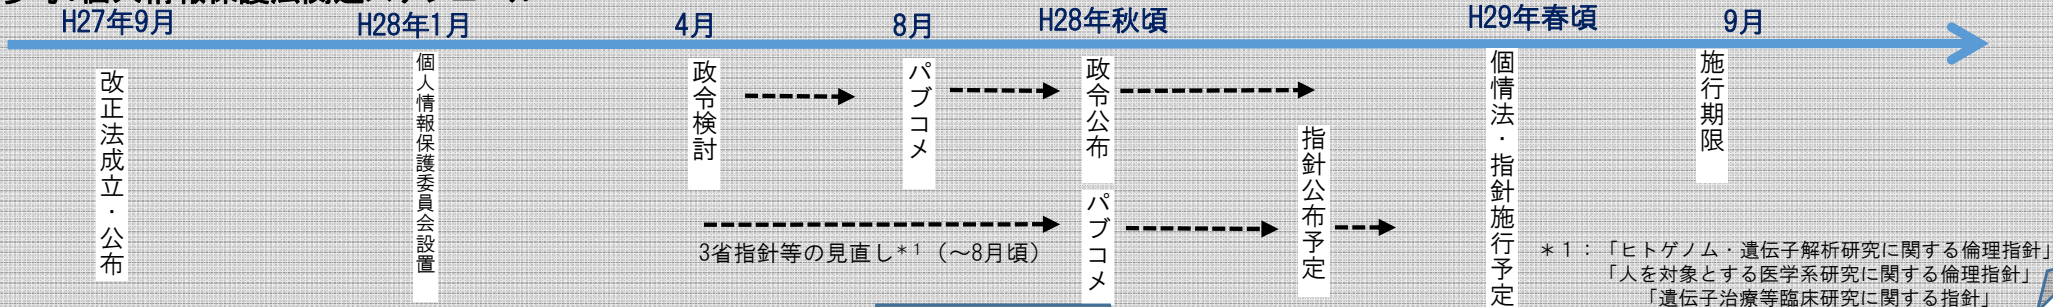 H27年9月
H28年1月
4月
8月
H28年秋頃
H29年春頃
9月
改正法成立・公布
個人情報保護委員会設置
政令検討
パブコメ
政令公布
パブコメ
指針公布予定
個情法・指針施行予定
施行期限
3省指針等の見直し*1（～8月頃）
＊1：「ヒトゲノム・遺伝子解析研究に関する倫理指針」
「人を対象とする医学系研究に関する倫理指針」
「遺伝子治療等臨床研究に関する指針」